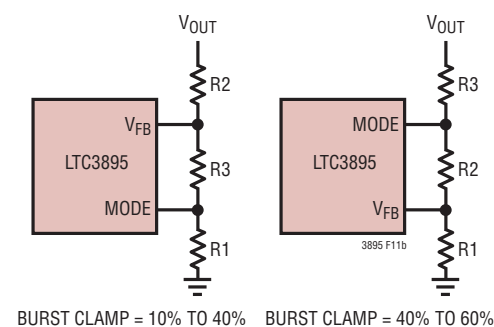 VOUT
R2
VFB
LTC3895
R3
MODE
R1
BURST CLAMP = 10% TO 40%
VOUT
R3
MODE
LTC3895
R2
VFB
R1
3895 F11b
BURST CLAMP = 40% TO 60%